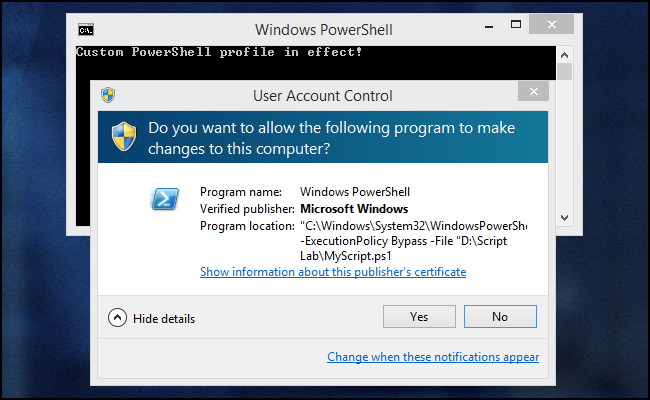 Windows PowerShell
Custom PowerShell profile in effect!
User Account Control
Do you want to allow the following program to make
changes to this computer?
Program name: Windows PowerShell
Verified publisher: Microsoft Windows
Program location: "C:\Windows\System32\WindowsPowerShe
-ExecutionPolicy Bypass -File "D:\Script
Lab\MyScript.ps1
Show information about this publisher's certificate
Hide details
Yes
No
Change when these notifications appear